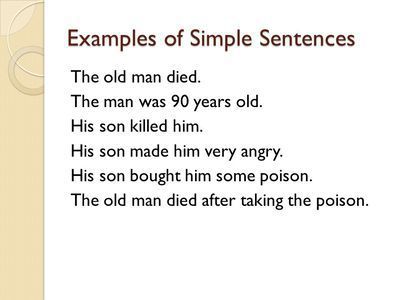 Examples of Simple Sentences
The old man died.
The man was 90 years old.
His son killed him.
His son made him very angry.
His son bought him some poison.
The old man died after taking the poison.